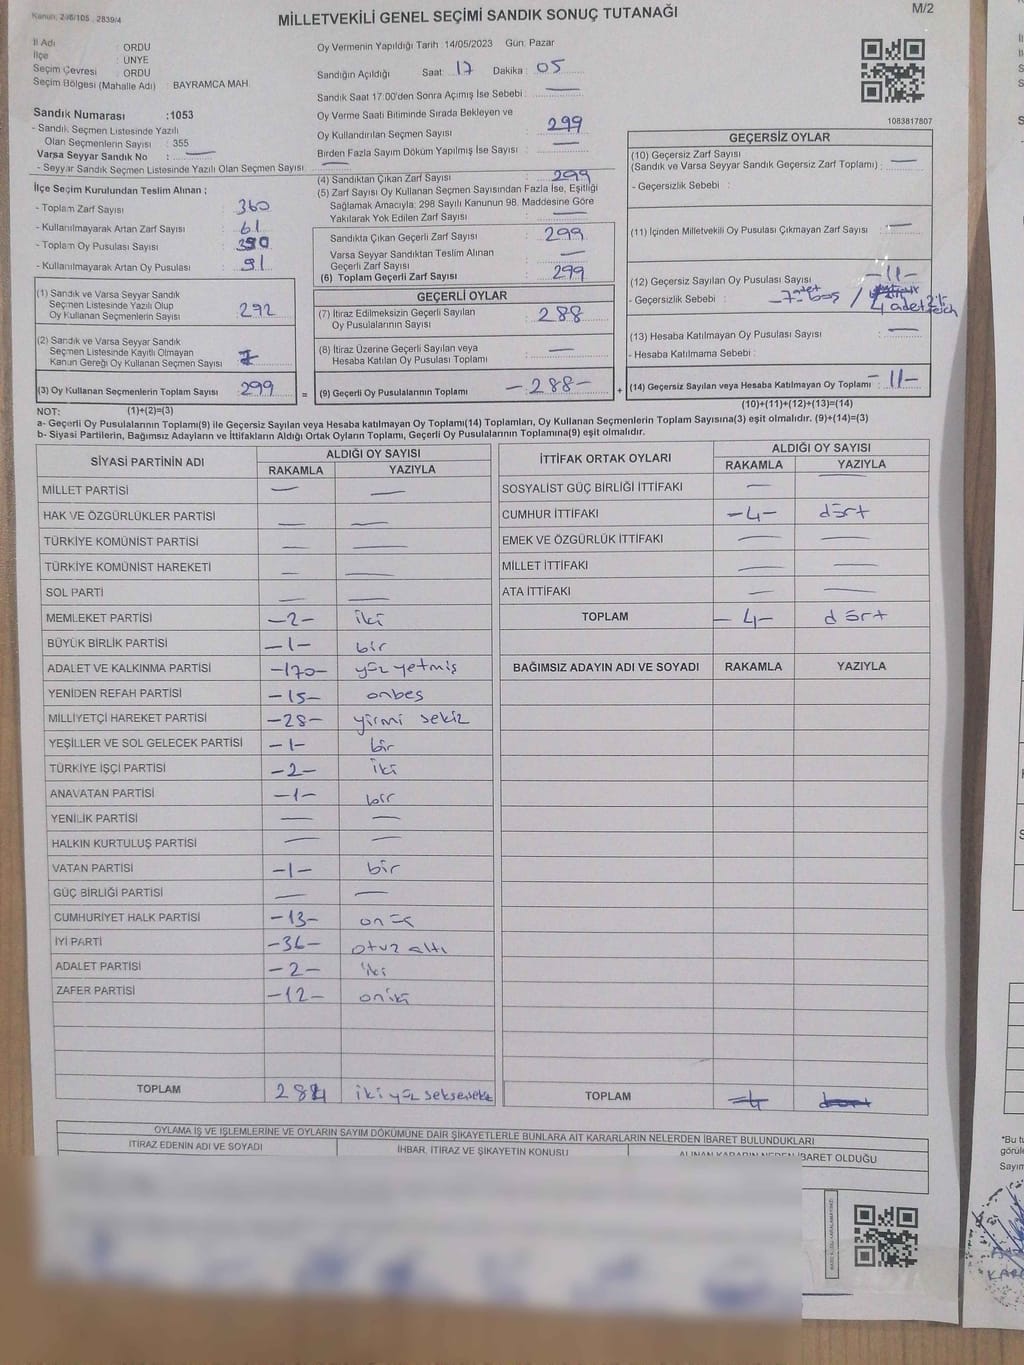 Kanun: 298/105 , 2839/4
MİLLETVEKİLİ GENEL SEÇİMİ SANDIK SONUÇ TUTANAĞI
M/2
İl Adı : ORDU
İlçe : ÜNYE
Seçim Çevresi : ORDU
Seçim Bölgesi (Mahalle Adı) : BAYRAMCA MAH.
Sandık Numarası :1053
- Sandık Seçmen Listesinde Yazılı
Olan Seçmenlerin Sayısı : 355
Varsa Seyyar Sandık No : —
- Seyyar Sandık Seçmen Listesinde Yazılı Olan Seçmen Sayısı : —
İlçe Seçim Kurulundan Teslim Alınan ;
- Toplam Zarf Sayısı : 360
- Kullanılmayarak Artan Zarf Sayısı : 61
- Toplam Oy Pusulası Sayısı :
- Kullanılmayarak Artan Oy Pusulası : 91
(1) Sandık ve Varsa Seyyar Sandık
Seçmen Listesinde Yazılı Olup
Oy Kullanan Seçmenlerin Sayısı : 292
(2) Sandık ve Varsa Seyyar Sandık
Seçmen Listesinde Kayıtlı Olmayan
Kanun Gereği Oy Kullanan Seçmen Sayısı : 7
(3) Oy Kullanan Seçmenlerin Toplam Sayısı : 299
Oy Vermenin Yapıldığı Tarih :14/05/2023 Gün: Pazar
Sandığın Açıldığı Saat: 17 Dakika : 05
Sandık Saat 17:00'den Sonra Açılmış İse Sebebi : —
Oy Verme Saati Bitiminde Sırada Bekleyen ve
Oy Kullandırılan Seçmen Sayısı : 299
Birden Fazla Sayım Döküm Yapılmış İse Sayısı : —
(4) Sandıktan Çıkan Zarf Sayısı : 299
(5) Zarf Sayısı Oy Kullanan Seçmen Sayısından Fazla İse, Eşitliği
Sağlamak Amacıyla; 298 Sayılı Kanunun 98. Maddesine Göre
Yakılarak Yok Edilen Zarf Sayısı : —
Sandıkta Çıkan Geçerli Zarf Sayısı : 299
Varsa Seyyar Sandıktan Teslim Alınan
Geçerli Zarf Sayısı : —
(6) Toplam Geçerli Zarf Sayısı : 299
GEÇERLİ OYLAR
(7) İtiraz Edilmeksizin Geçerli Sayılan
Oy Pusulalarının Sayısı : 288
(8) İtiraz Üzerine Geçerli Sayılan veya
Hesaba Katılan Oy Pusulası Toplamı : —
= (9) Geçerli Oy Pusulalarının Toplamı : -288-
1083817807
GEÇERSİZ OYLAR
(10) Geçersiz Zarf Sayısı
(Sandık ve Varsa Seyyar Sandık Geçersiz Zarf Toplamı) : —
- Geçersizlik Sebebi :
(11) İçinden Milletvekili Oy Pusulası Çıkmayan Zarf Sayısı : —
(12) Geçersiz Sayılan Oy Pusulası Sayısı : -11-
- Geçersizlik Sebebi : 7 adet boş / 4 adet
(13) Hesaba Katılmayan Oy Pusulası Sayısı : —
- Hesaba Katılmama Sebebi :
+ (14) Geçersiz Sayılan veya Hesaba Katılmayan Oy Toplamı : -11-
NOT: (1)+(2)=(3) (10)+(11)+(12)+(13)=(14)
a- Geçerli Oy Pusulalarının Toplamı(9) ile Geçersiz Sayılan veya Hesaba Katılmayan Oy Toplamı(14) Toplamları, Oy Kullanan Seçmenlerin Toplam Sayısına(3) eşit olmalıdır. (9)+(14)=(3)
b- Siyasi Partilerin, Bağımsız Adayların ve İttifakların Aldığı Ortak Oyların Toplamı, Geçerli Oy Pusulalarının Toplamına(9) eşit olmalıdır.
SİYASİ PARTİNİN ADI ALDIĞI OY SAYISI
RAKAMLA YAZIYLA
MİLLET PARTİSİ — —
HAK VE ÖZGÜRLÜKLER PARTİSİ — —
TÜRKİYE KOMÜNİST PARTİSİ — —
TÜRKİYE KOMÜNİST HAREKETİ — —
SOL PARTİ — —
MEMLEKET PARTİSİ -2- iki
BÜYÜK BİRLİK PARTİSİ -1- bir
ADALET VE KALKINMA PARTİSİ -170- yüz yetmiş
YENİDEN REFAH PARTİSİ -15- onbeş
MİLLİYETÇİ HAREKET PARTİSİ -28- yirmi sekiz
YEŞİLLER VE SOL GELECEK PARTİSİ -1- bir
TÜRKİYE İŞÇİ PARTİSİ -2- iki
ANAVATAN PARTİSİ -1- bir
YENİLİK PARTİSİ — —
HALKIN KURTULUŞ PARTİSİ — —
VATAN PARTİSİ -1- bir
GÜÇ BİRLİĞİ PARTİSİ — —
CUMHURİYET HALK PARTİSİ -13- on üç
İYİ PARTİ -36- otuz altı
ADALET PARTİSİ -2- iki
ZAFER PARTİSİ -12- oniki
TOPLAM 284 iki yüz
İTTİFAK ORTAK OYLARI ALDIĞI OY SAYISI
RAKAMLA YAZIYLA
SOSYALİST GÜÇ BİRLİĞİ İTTİFAKI — —
CUMHUR İTTİFAKI -4- dört
EMEK VE ÖZGÜRLÜK İTTİFAKI — —
MİLLET İTTİFAKI — —
ATA İTTİFAKI — —
TOPLAM -4- dört
BAĞIMSIZ ADAYIN ADI VE SOYADI RAKAMLA YAZIYLA
TOPLAM 4 dört
OYLAMA İŞ VE İŞLEMLERİNE VE OYLARIN SAYIM DÖKÜMÜNE DAİR ŞİKAYETLERLE BUNLARA AİT KARARLARIN NELERDEN İBARET BULUNDUKLARI
İTİRAZ EDENİN ADI VE SOYADI İHBAR, İTİRAZ VE ŞİKAYETİN KONUSU ALINAN KARARIN NEDEN İBARET OLDUĞU